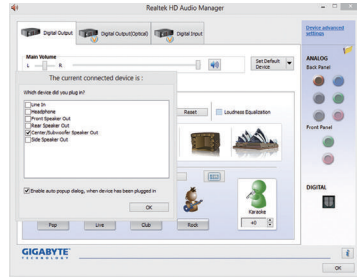 Realtek HD Audio Manager
Digital Output
Digital Output(Optical)
Digital Input
Device advanced settings
Main Volume
L
R
Set Default Device
ANALOG
Back Panel
The current connected device is :
Which device did you plug in?
Line In
Headphone
Front Speaker Out
Rear Speaker Out
Center/Subwoofer Speaker Out
Side Speaker Out
Reset
Loudness Equalization
Front Panel
Enable auto popup dialog, when device has been plugged in
OK
DIGITAL
Karaoke
+0
Pop
Live
Club
Rock
GIGABYTE
TECHNOLOGY
OK